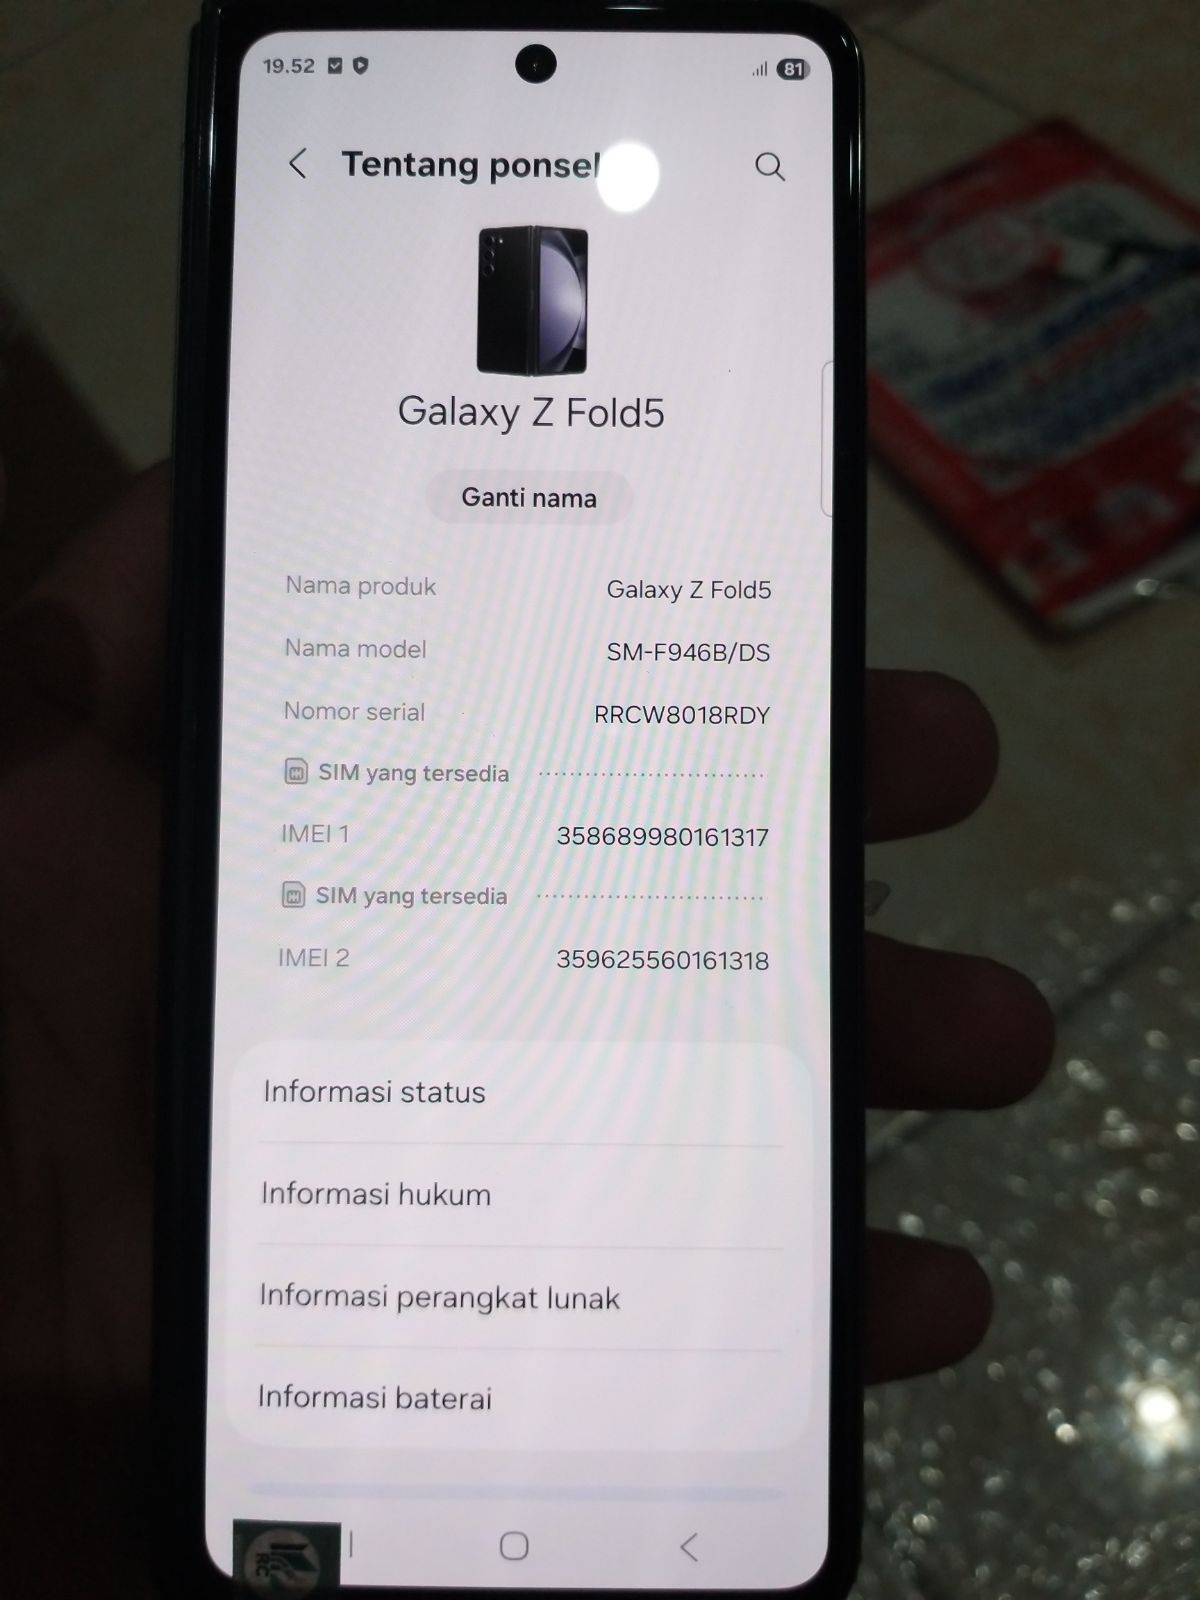 19.52
81
Tentang ponsel
Galaxy Z Fold5
Ganti nama
Nama produk Galaxy Z Fold5
Nama model SM-F946B/DS
Nomor serial RRCW8018RDY
SIM yang tersedia
IMEI 1 358689980161317
SIM yang tersedia
IMEI 2 359625560161318
Informasi status
Informasi hukum
Informasi perangkat lunak
Informasi baterai
RC